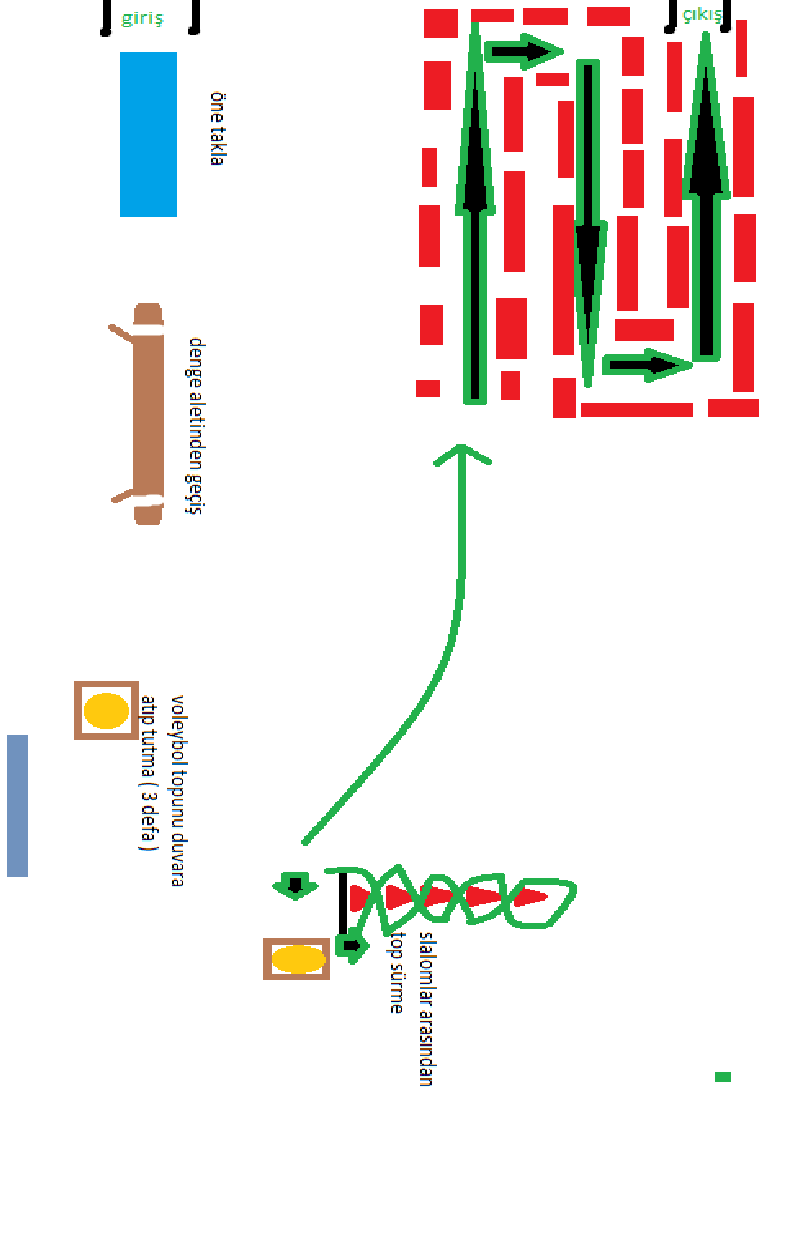 giriş
çıkış
öne takla
denge aletinden geçiş
voleybol topunu duvara
atıp tutma ( 3 defa )
slalomlar arasından
top sürme